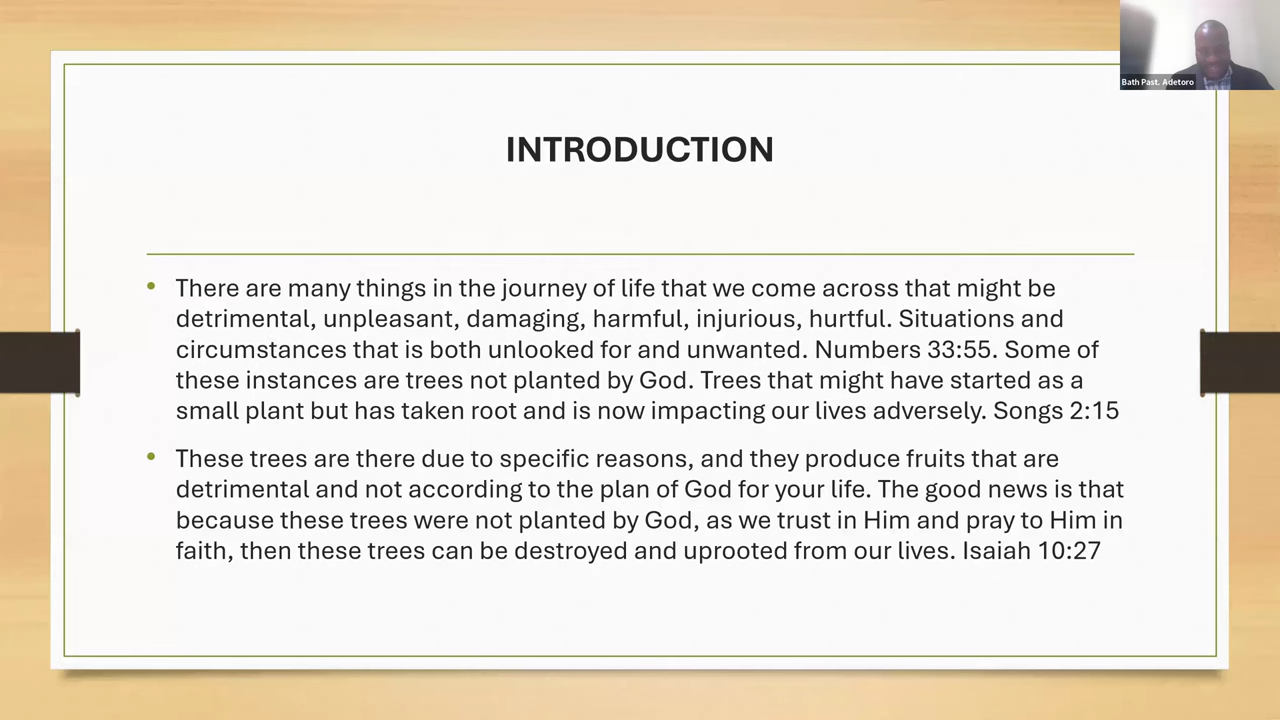 Bath Past. Adetoro
INTRODUCTION
• There are many things in the journey of life that we come across that might be
detrimental, unpleasant, damaging, harmful, injurious, hurtful. Situations and
circumstances that is both unlooked for and unwanted. Numbers 33:55. Some of
these instances are trees not planted by God. Trees that might have started as a
small plant but has taken root and is now impacting our lives adversely. Songs 2:15
• These trees are there due to specific reasons, and they produce fruits that are
detrimental and not according to the plan of God for your life. The good news is that
because these trees were not planted by God, as we trust in Him and pray to Him in
faith, then these trees can be destroyed and uprooted from our lives. Isaiah 10:27